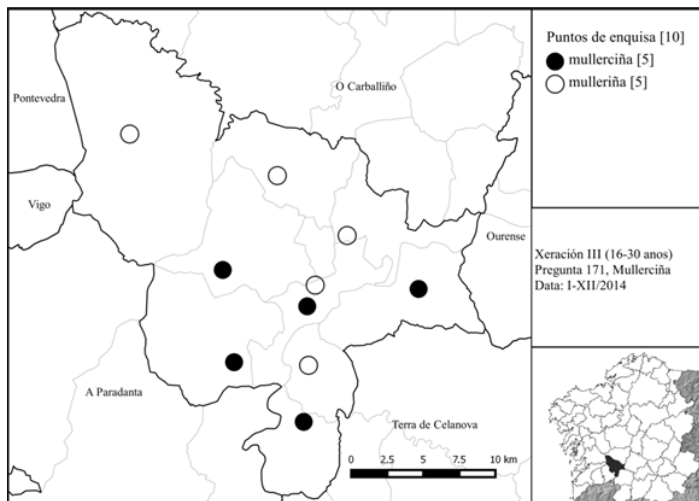 Puntos de enquisa [10]
mullerciña [5]
mulleriña [5]
O Carballiño
Pontevedra
Vigo
Ourense
Xeración III (16-30 anos)
Pregunta 171, Mullerciña
Data: I-XII/2014
A Paradanta
Terra de Celanova
0 2.5 5 7.5 10 km